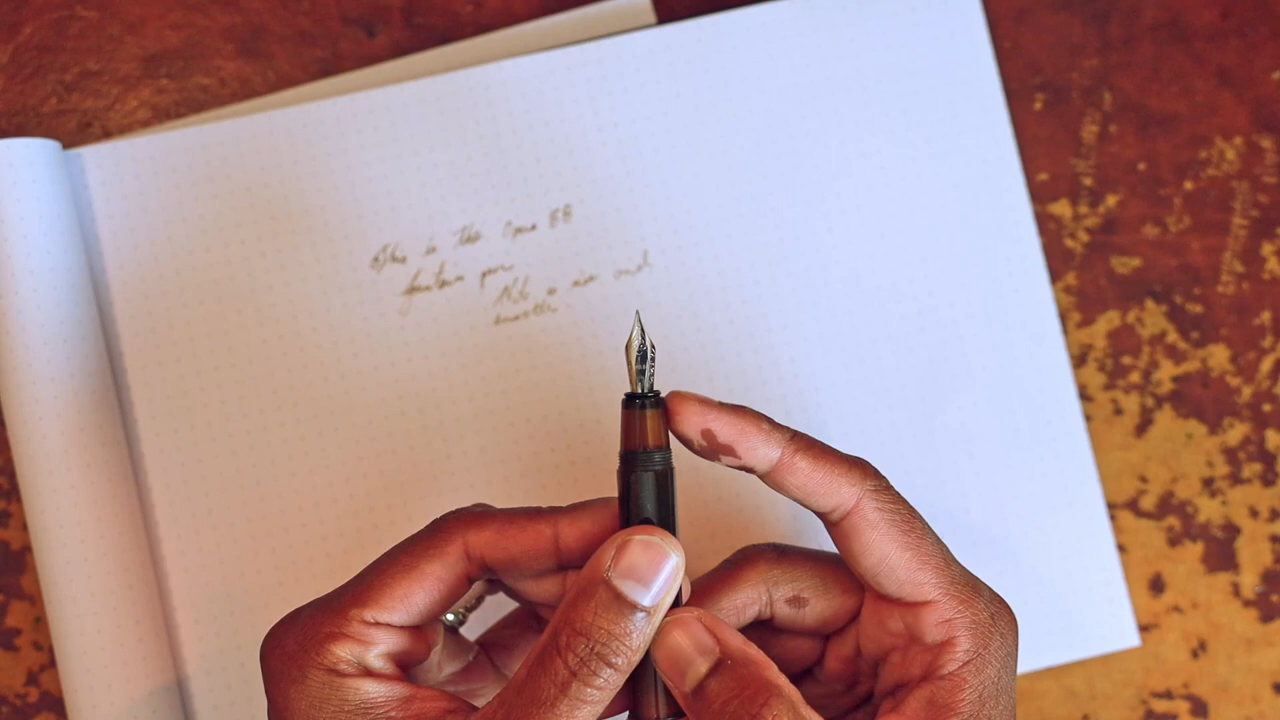 This is the Opus 88
fountain pen
Nib is nice and
smooth